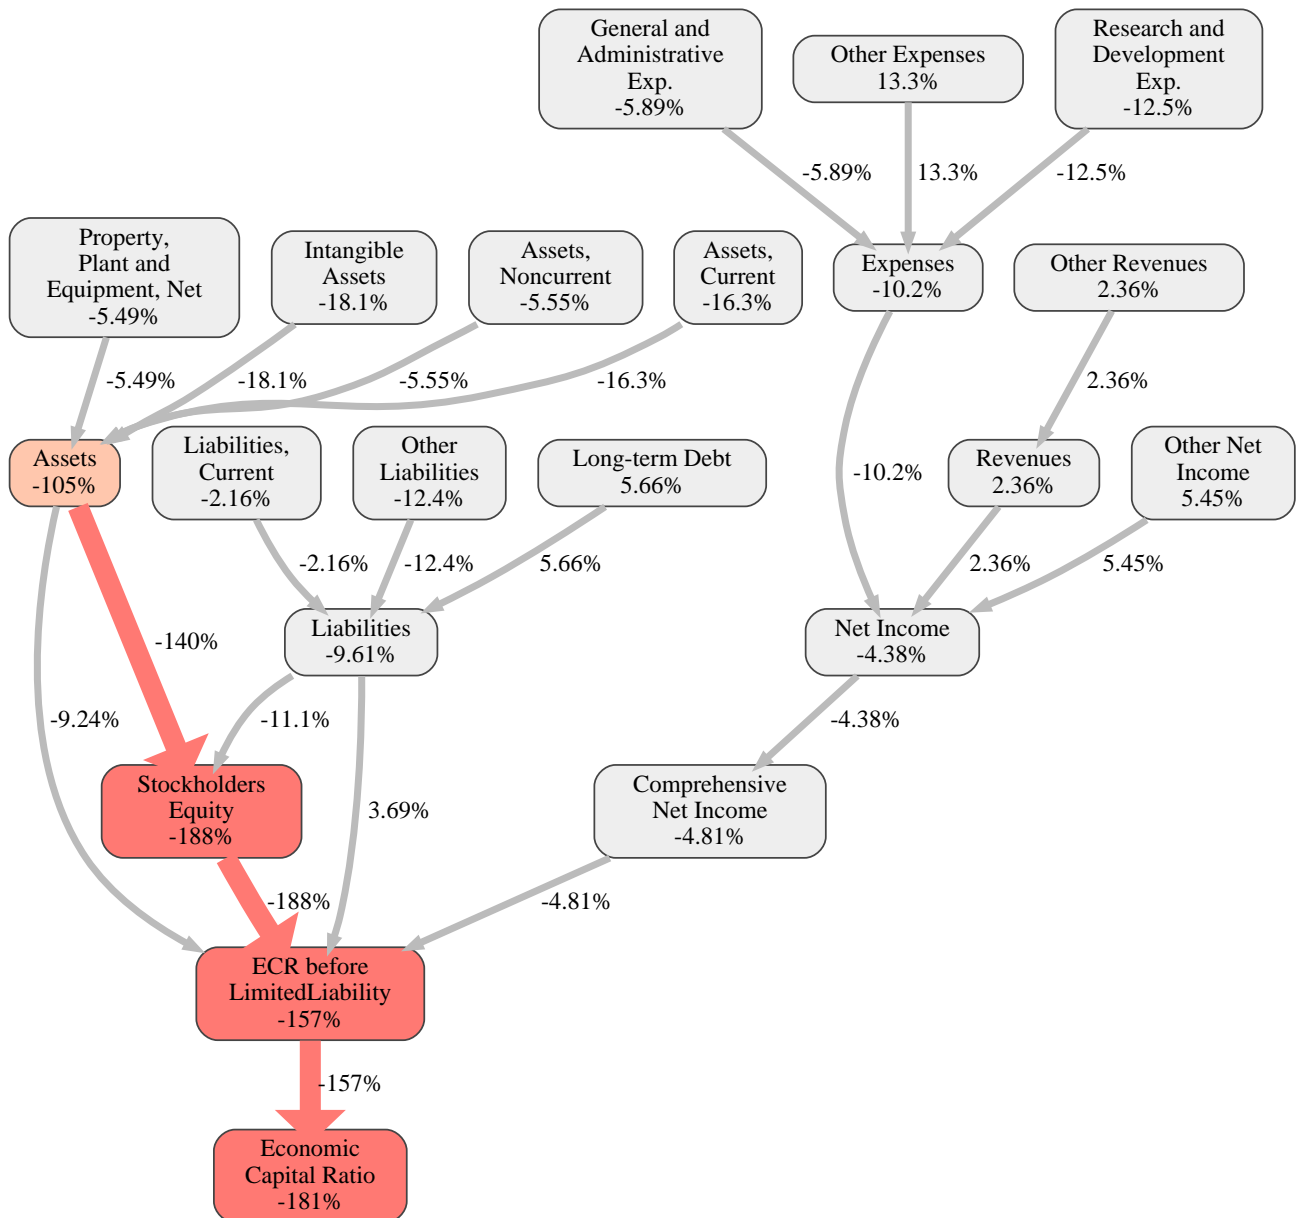 General and
Administrative
Exp.
-5.89%
Other Expenses
13.3%
Research and
Development
Exp.
-12.5%
-5.89%
13.3%
-12.5%
Property,
Plant and
Equipment, Net
-5.49%
Intangible
Assets
-18.1%
Assets,
Noncurrent
-5.55%
Assets,
Current
-16.3%
Expenses
-10.2%
Other Revenues
2.36%
-5.49%
-18.1%
-5.55%
-16.3%
2.36%
Assets
-105%
Liabilities,
Current
-2.16%
Other
Liabilities
-12.4%
Long-term Debt
5.66%
-10.2%
Revenues
2.36%
Other Net
Income
5.45%
-2.16%
-12.4%
5.66%
2.36%
5.45%
-140%
Liabilities
-9.61%
Net Income
-4.38%
-9.24%
-11.1%
-4.38%
Stockholders
Equity
-188%
3.69%
Comprehensive
Net Income
-4.81%
-188%
-4.81%
ECR before
LimitedLiability
-157%
-157%
Economic
Capital Ratio
-181%